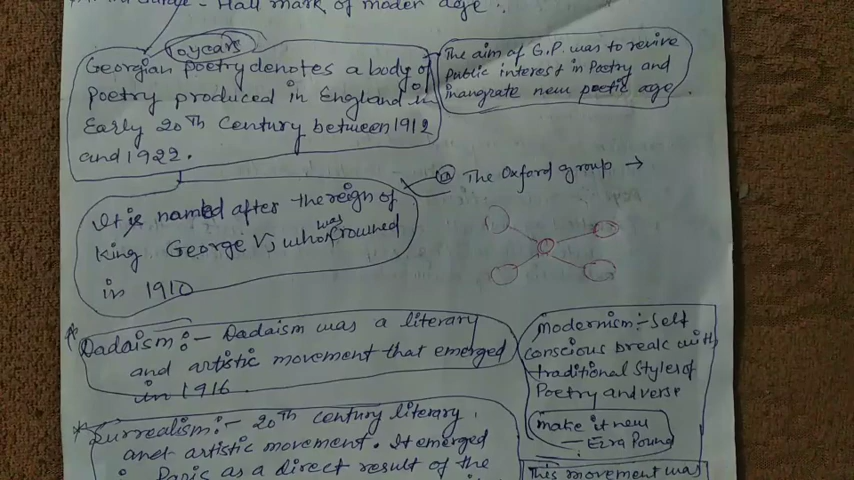 - Hall mark of moder age.
10 years
Georgian poetry denotes a body of
Poetry produced in England in
Early 20th Century between 1912
and 1922.
The aim of G.P. was to revive
Public interest in Poetry and
inangrate new poetic age.
It is named after the reign of
King George V, who was Crowned
in 1910
The Oxford group →
Dadaism:- Dadaism was a literary
and artistic movement that emerged
in 1916.
Modernism:- Self
conscious break with
traditional Styles of
Poetry and verse
make it new
— Ezra Pound
* Surrealism:- 20th century literary
and artistic movement. It emerged
Paris as a direct result of the
This movement was